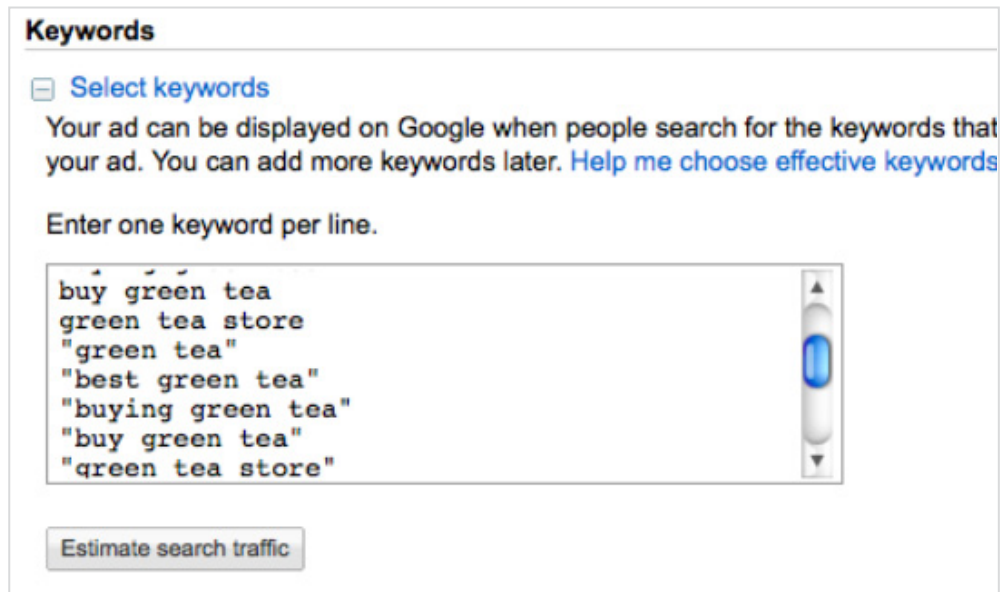 Keywords
Select keywords
Your ad can be displayed on Google when people search for the keywords that
your ad. You can add more keywords later. Help me choose effective keywords
Enter one keyword per line.
buy green tea
green tea store
"green tea"
"best green tea"
"buying green tea"
"buy green tea"
"green tea store"
Estimate search traffic